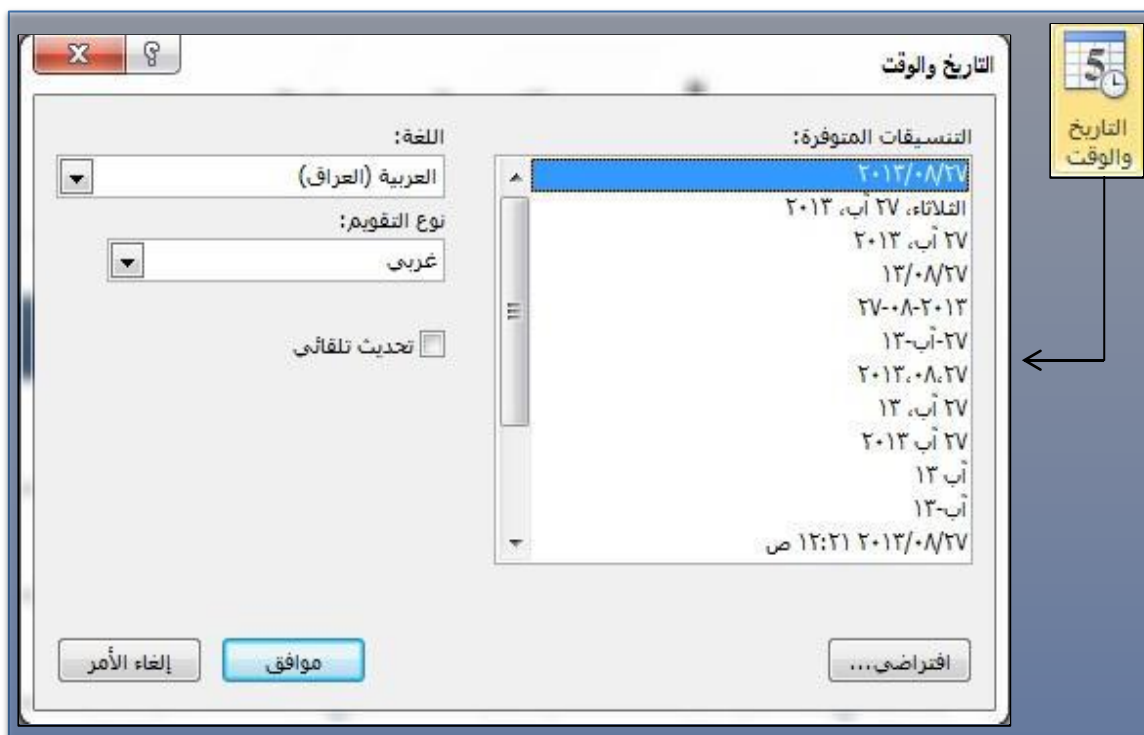 التاريخ والوقت
التاريخ
والوقت
التنسيقات المتوفرة:
٢٠١٣/٠٨/٢٧
الثلاثاء، ٢٧ آب، ٢٠١٣
٢٧ آب، ٢٠١٣
١٣/٠٨/٢٧
٢٧-٠٨-٢٠١٣
٢٧-آب-١٣
٢٠١٣،٠٨،٢٧
٢٧ آب، ١٣
٢٧ آب ٢٠١٣
آب ١٣
آب-١٣
٢٠١٣/٠٨/٢٧ ١٢:٢١ ص
اللغة:
العربية (العراق)
نوع التقويم:
غربي
تحديث تلقائي
افتراضي...
موافق
إلغاء الأمر